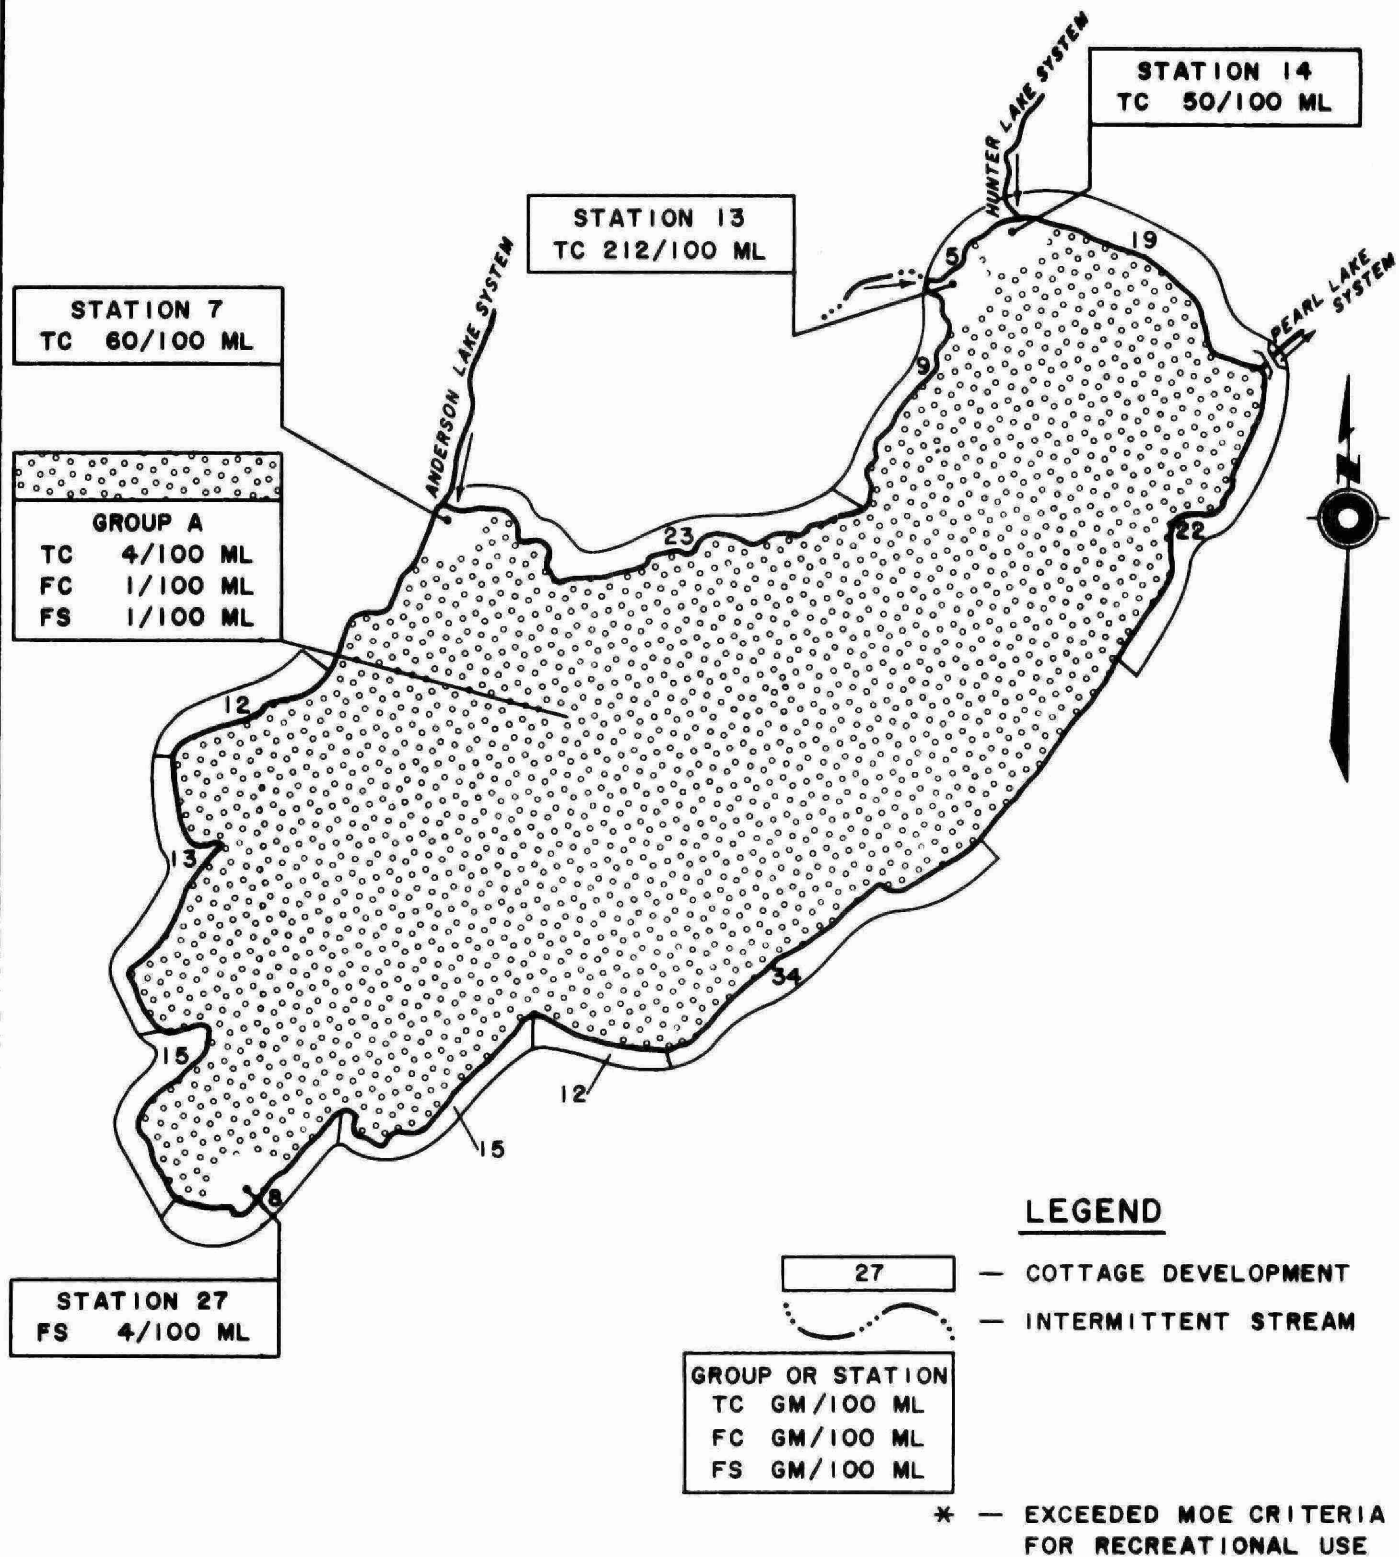 HUNTER LAKE SYSTEM
STATION 14
TC 50/100 ML
STATION 13
TC 212/100 ML
19
5
PEARL LAKE
SYSTEM
ANDERSON LAKE SYSTEM
STATION 7
TC 60/100 ML
9
N
GROUP A
TC 4/100 ML
FC 1/100 ML
FS 1/100 ML
23
22
12
13
34
15
12
15
8
STATION 27
FS 4/100 ML
LEGEND
27 — COTTAGE DEVELOPMENT
— INTERMITTENT STREAM
GROUP OR STATION
TC GM/100 ML
FC GM/100 ML
FS GM/100 ML
* — EXCEEDED MOE CRITERIA
FOR RECREATIONAL USE